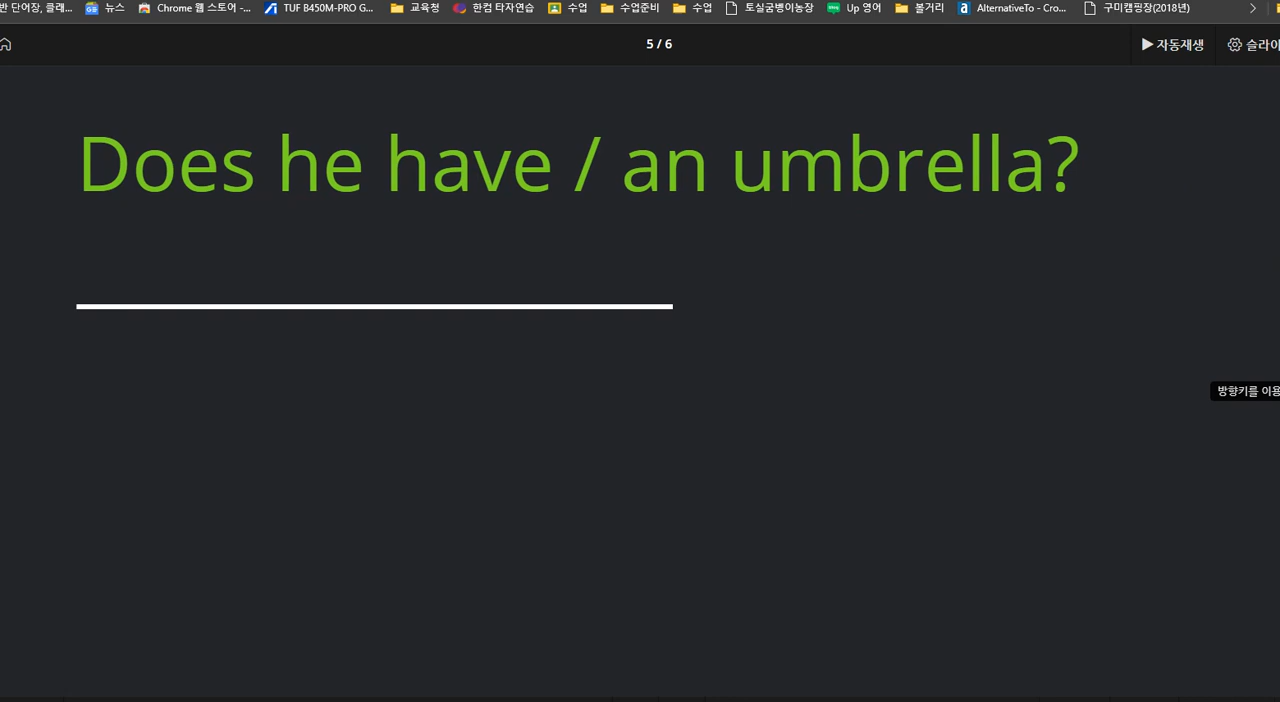 반 단어장, 클래... 뉴스 Chrome 웹 스토어 -... TUF B450M-PRO G... 교육청 한컴 타자연습 수업 수업준비 수업 토실굼벵이농장 Up 영어 볼거리 AlternativeTo - Cro... 구미캠핑장(2018년)
5 / 6
자동재생
슬라이
Does he have / an umbrella?
방향키를 이용